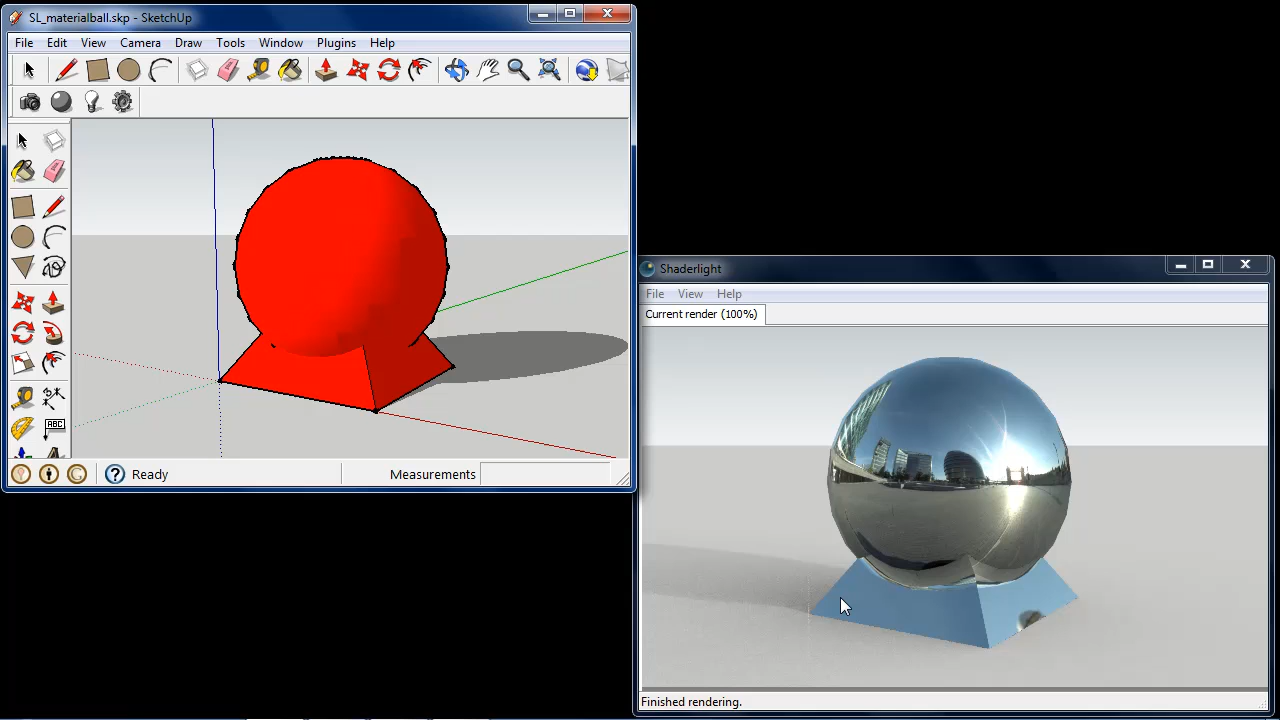 SL_materialball.skp - SketchUp
File Edit View Camera Draw Tools Window Plugins Help
ABC
Ready
Measurements
Shaderlight
File View Help
Current render (100%)
Finished rendering.